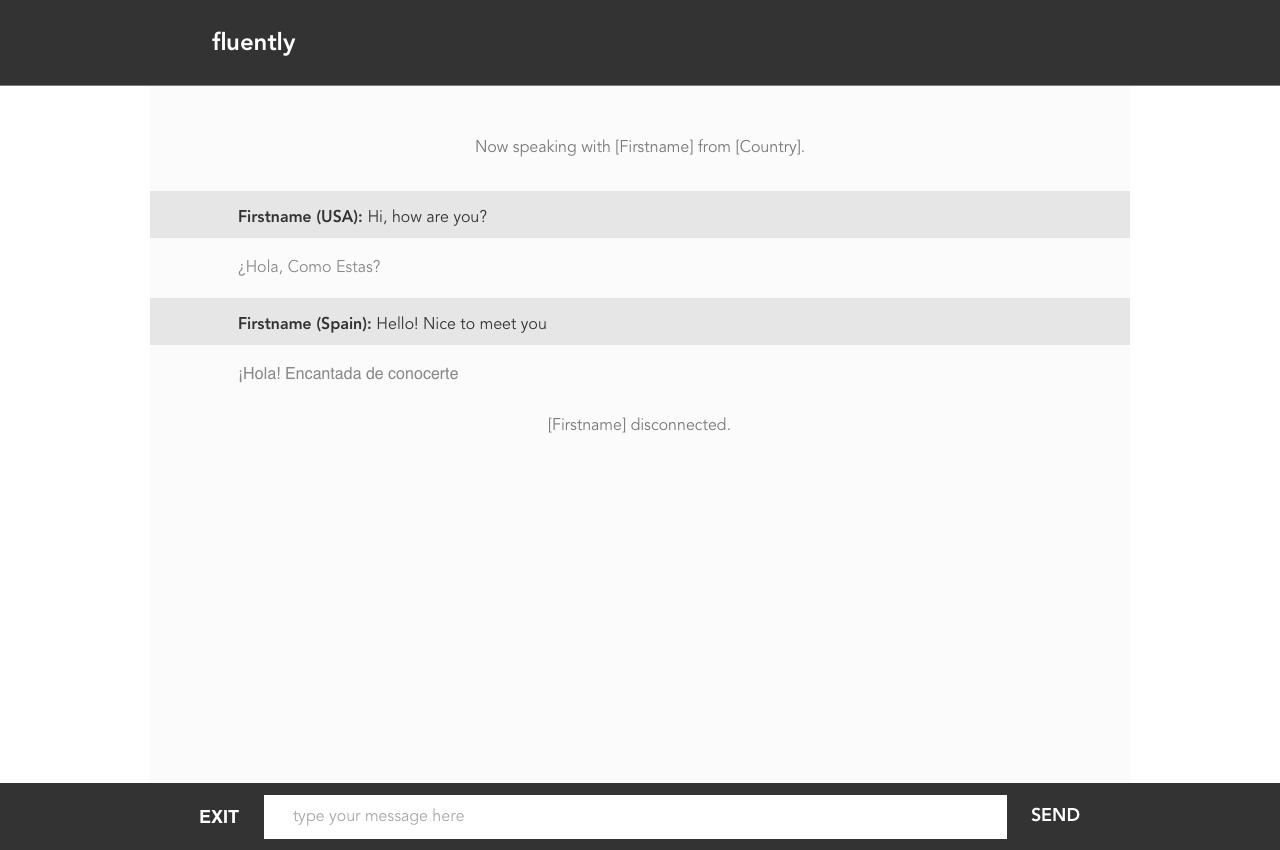 fluently
Now speaking with [Firstname] from [Country].
Firstname (USA): Hi, how are you?
¿Hola, Como Estas?
Firstname (Spain): Hello! Nice to meet you
¡Hola! Encantada de conocerte
[Firstname] disconnected.
EXIT type your message here SEND